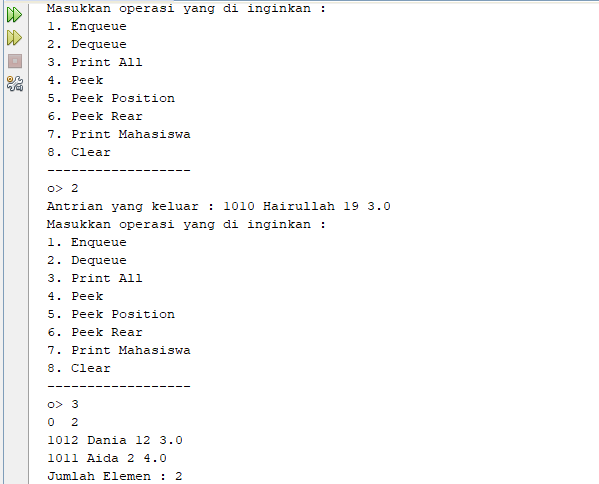 Masukkan operasi yang di inginkan :
1. Enqueue
2. Dequeue
3. Print All
4. Peek
5. Peek Position
6. Peek Rear
7. Print Mahasiswa
8. Clear
------------------
o> 2
Antrian yang keluar : 1010 Hairullah 19 3.0
Masukkan operasi yang di inginkan :
1. Enqueue
2. Dequeue
3. Print All
4. Peek
5. Peek Position
6. Peek Rear
7. Print Mahasiswa
8. Clear
------------------
o> 3
0  2
1012 Dania 12 3.0
1011 Aida 2 4.0
Jumlah Elemen : 2